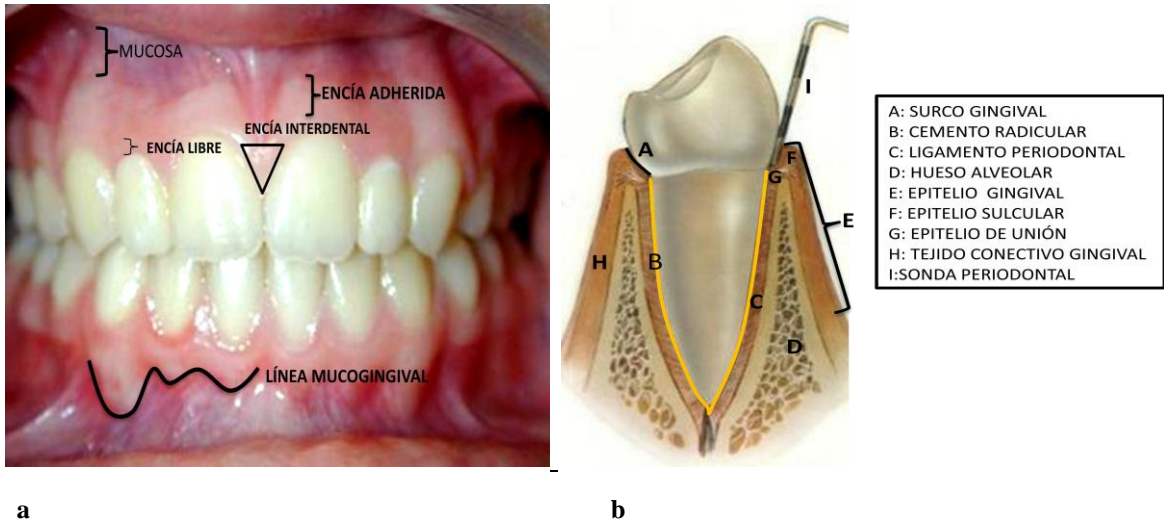 MUCOSA
ENCÍA ADHERIDA
ENCÍA INTERDENTAL
ENCÍA LIBRE
LÍNEA MUCOGINGIVAL
a
I
A
F
G
E
H
B
C
D
b
A: SURCO GINGIVAL
B: CEMENTO RADICULAR
C: LIGAMENTO PERIODONTAL
D: HUESO ALVEOLAR
E: EPITELIO GINGIVAL
F: EPITELIO SULCULAR
G: EPITELIO DE UNIÓN
H: TEJIDO CONECTIVO GINGIVAL
I:SONDA PERIODONTAL